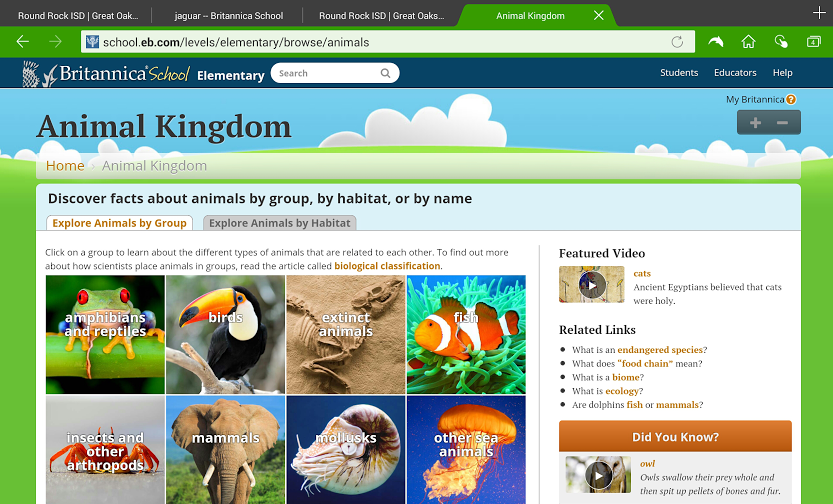 Round Rock ISD | Great Oak...
jaguar -- Britannica School
Round Rock ISD | Great Oaks...
Animal Kingdom
school.eb.com/levels/elementary/browse/animals
4
Britannica School Elementary
Search
Students Educators Help
My Britannica ?
Animal Kingdom
Home Animal Kingdom
Discover facts about animals by group, by habitat, or by name
Explore Animals by Group
Explore Animals by Habitat
Click on a group to learn about the different types of animals that are related to each other. To find out more
about how scientists place animals in groups, read the article called biological classification.
amphibians
and reptiles
birds
extinct
animals
fish
insects and
other
arthropods
mammals
mollusks
other sea
animals
Featured Video
cats
Ancient Egyptians believed that cats
were holy.
Related Links
What is an endangered species?
What does "food chain" mean?
What is a biome?
What is ecology?
Are dolphins fish or mammals?
Did You Know?
owl
Owls swallow their prey whole and
then spit up pellets of bones and fur.